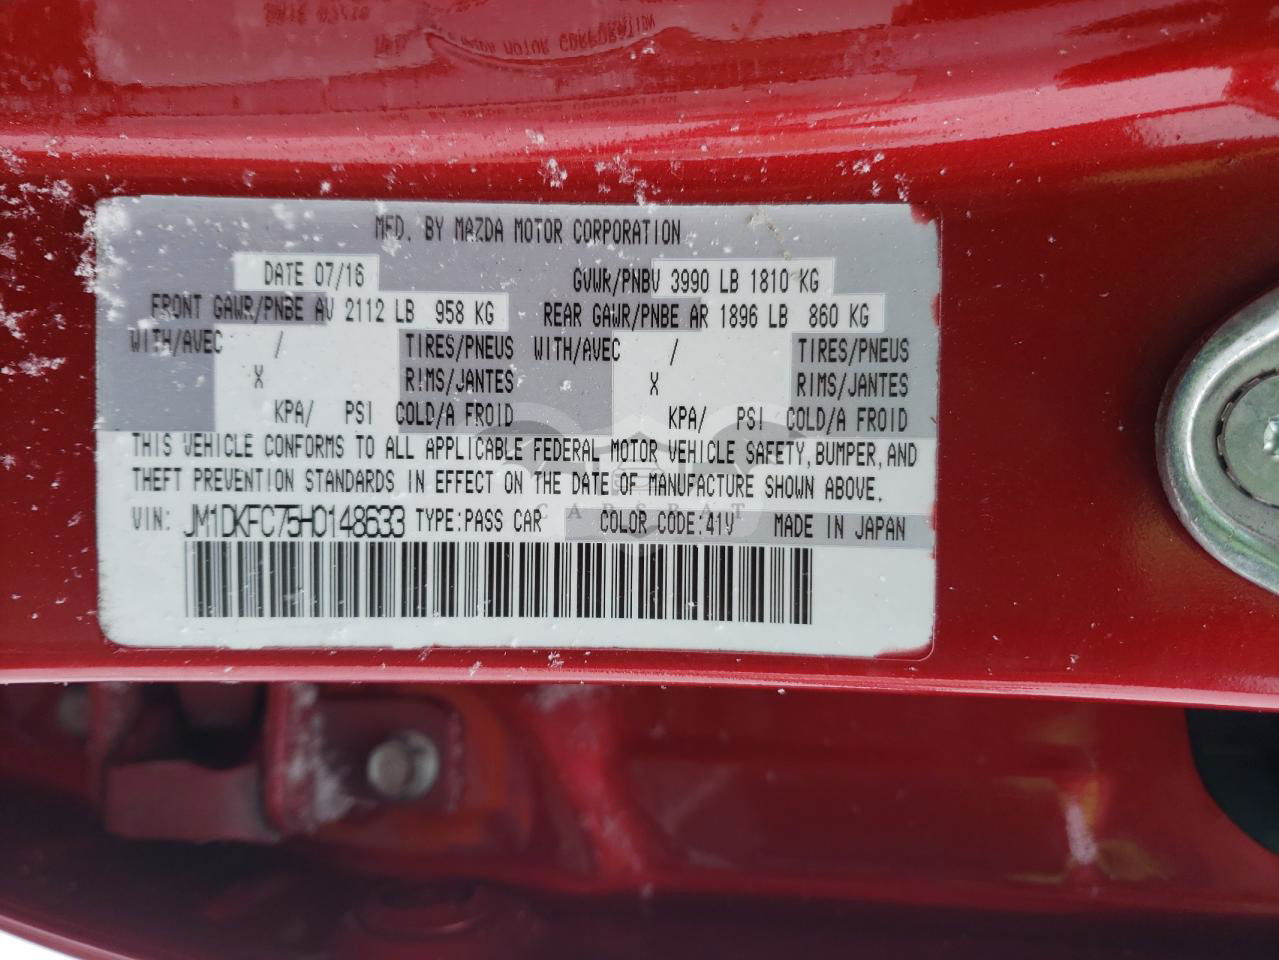 MFD. BY MAZDA MOTOR CORPORATION
DATE 07/16 GVWR/PNBV 3990 LB 1810 KG
FRONT GAWR/PNBE AV 2112 LB 958 KG REAR GAWR/PNBE AR 1896 LB 860 KG
WITH/AVEC / TIRES/PNEUS WITH/AVEC / TIRES/PNEUS
X RIMS/JANTES X RIMS/JANTES
KPA/ PSI COLD/A FROID KPA/ PSI COLD/A FROID
THIS VEHICLE CONFORMS TO ALL APPLICABLE FEDERAL MOTOR VEHICLE SAFETY, BUMPER, AND
THEFT PREVENTION STANDARDS IN EFFECT ON THE DATE OF MANUFACTURE SHOWN ABOVE.
VIN: JM1DKFC75H0148633 TYPE:PASS CAR COLOR CODE:41V MADE IN JAPAN
CARSBAT